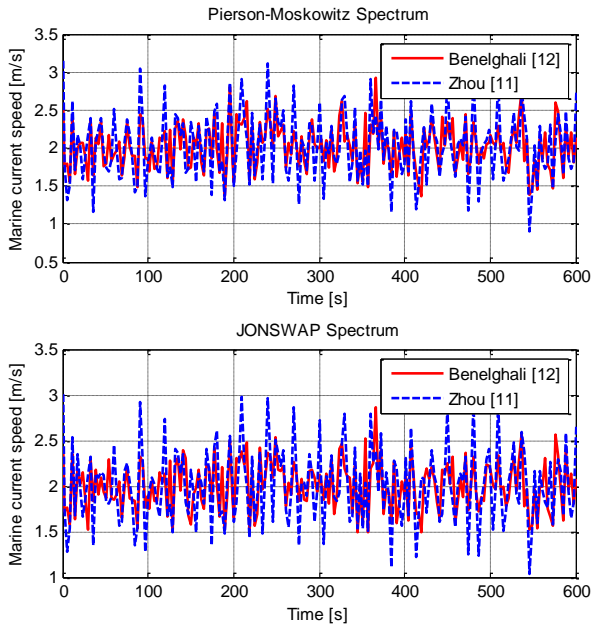 Pierson-Moskowitz Spectrum
3.5
3
2.5
2
1.5
1
0.5
Marine current speed [m/s]
Benelghali [12]
Zhou [11]
0 100 200 300 400 500 600
Time [s]
JONSWAP Spectrum
3.5
3
2.5
2
1.5
1
Marine current speed [m/s]
Benelghali [12]
Zhou [11]
0 100 200 300 400 500 600
Time [s]